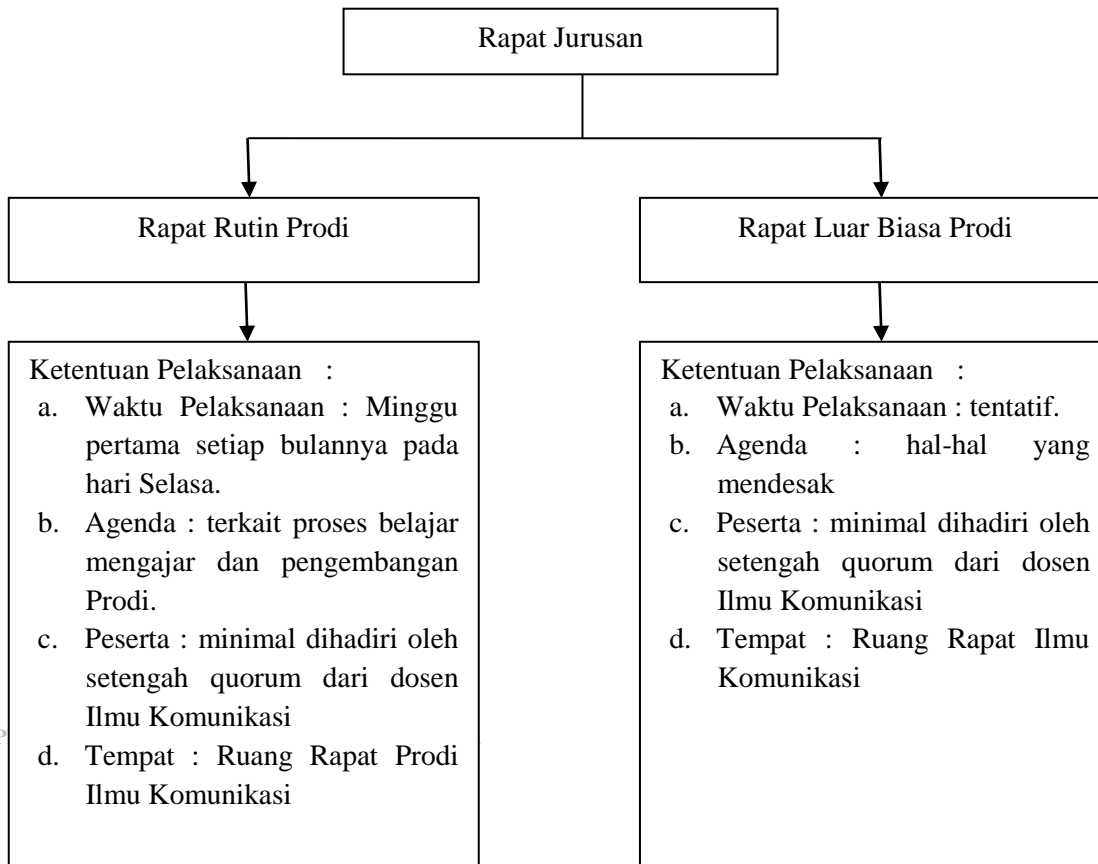 Rapat Jurusan
Rapat Rutin Prodi
Rapat Luar Biasa Prodi
Ketentuan Pelaksanaan :
a. Waktu Pelaksanaan : Minggu
pertama setiap bulannya pada
hari Selasa.
b. Agenda : terkait proses belajar
mengajar dan pengembangan
Prodi.
c. Peserta : minimal dihadiri oleh
setengah quorum dari dosen
Ilmu Komunikasi
d. Tempat : Ruang Rapat Prodi
Ilmu Komunikasi
Ketentuan Pelaksanaan :
a. Waktu Pelaksanaan : tentatif.
b. Agenda : hal-hal yang
mendesak
c. Peserta : minimal dihadiri oleh
setengah quorum dari dosen
Ilmu Komunikasi
d. Tempat : Ruang Rapat Ilmu
Komunikasi